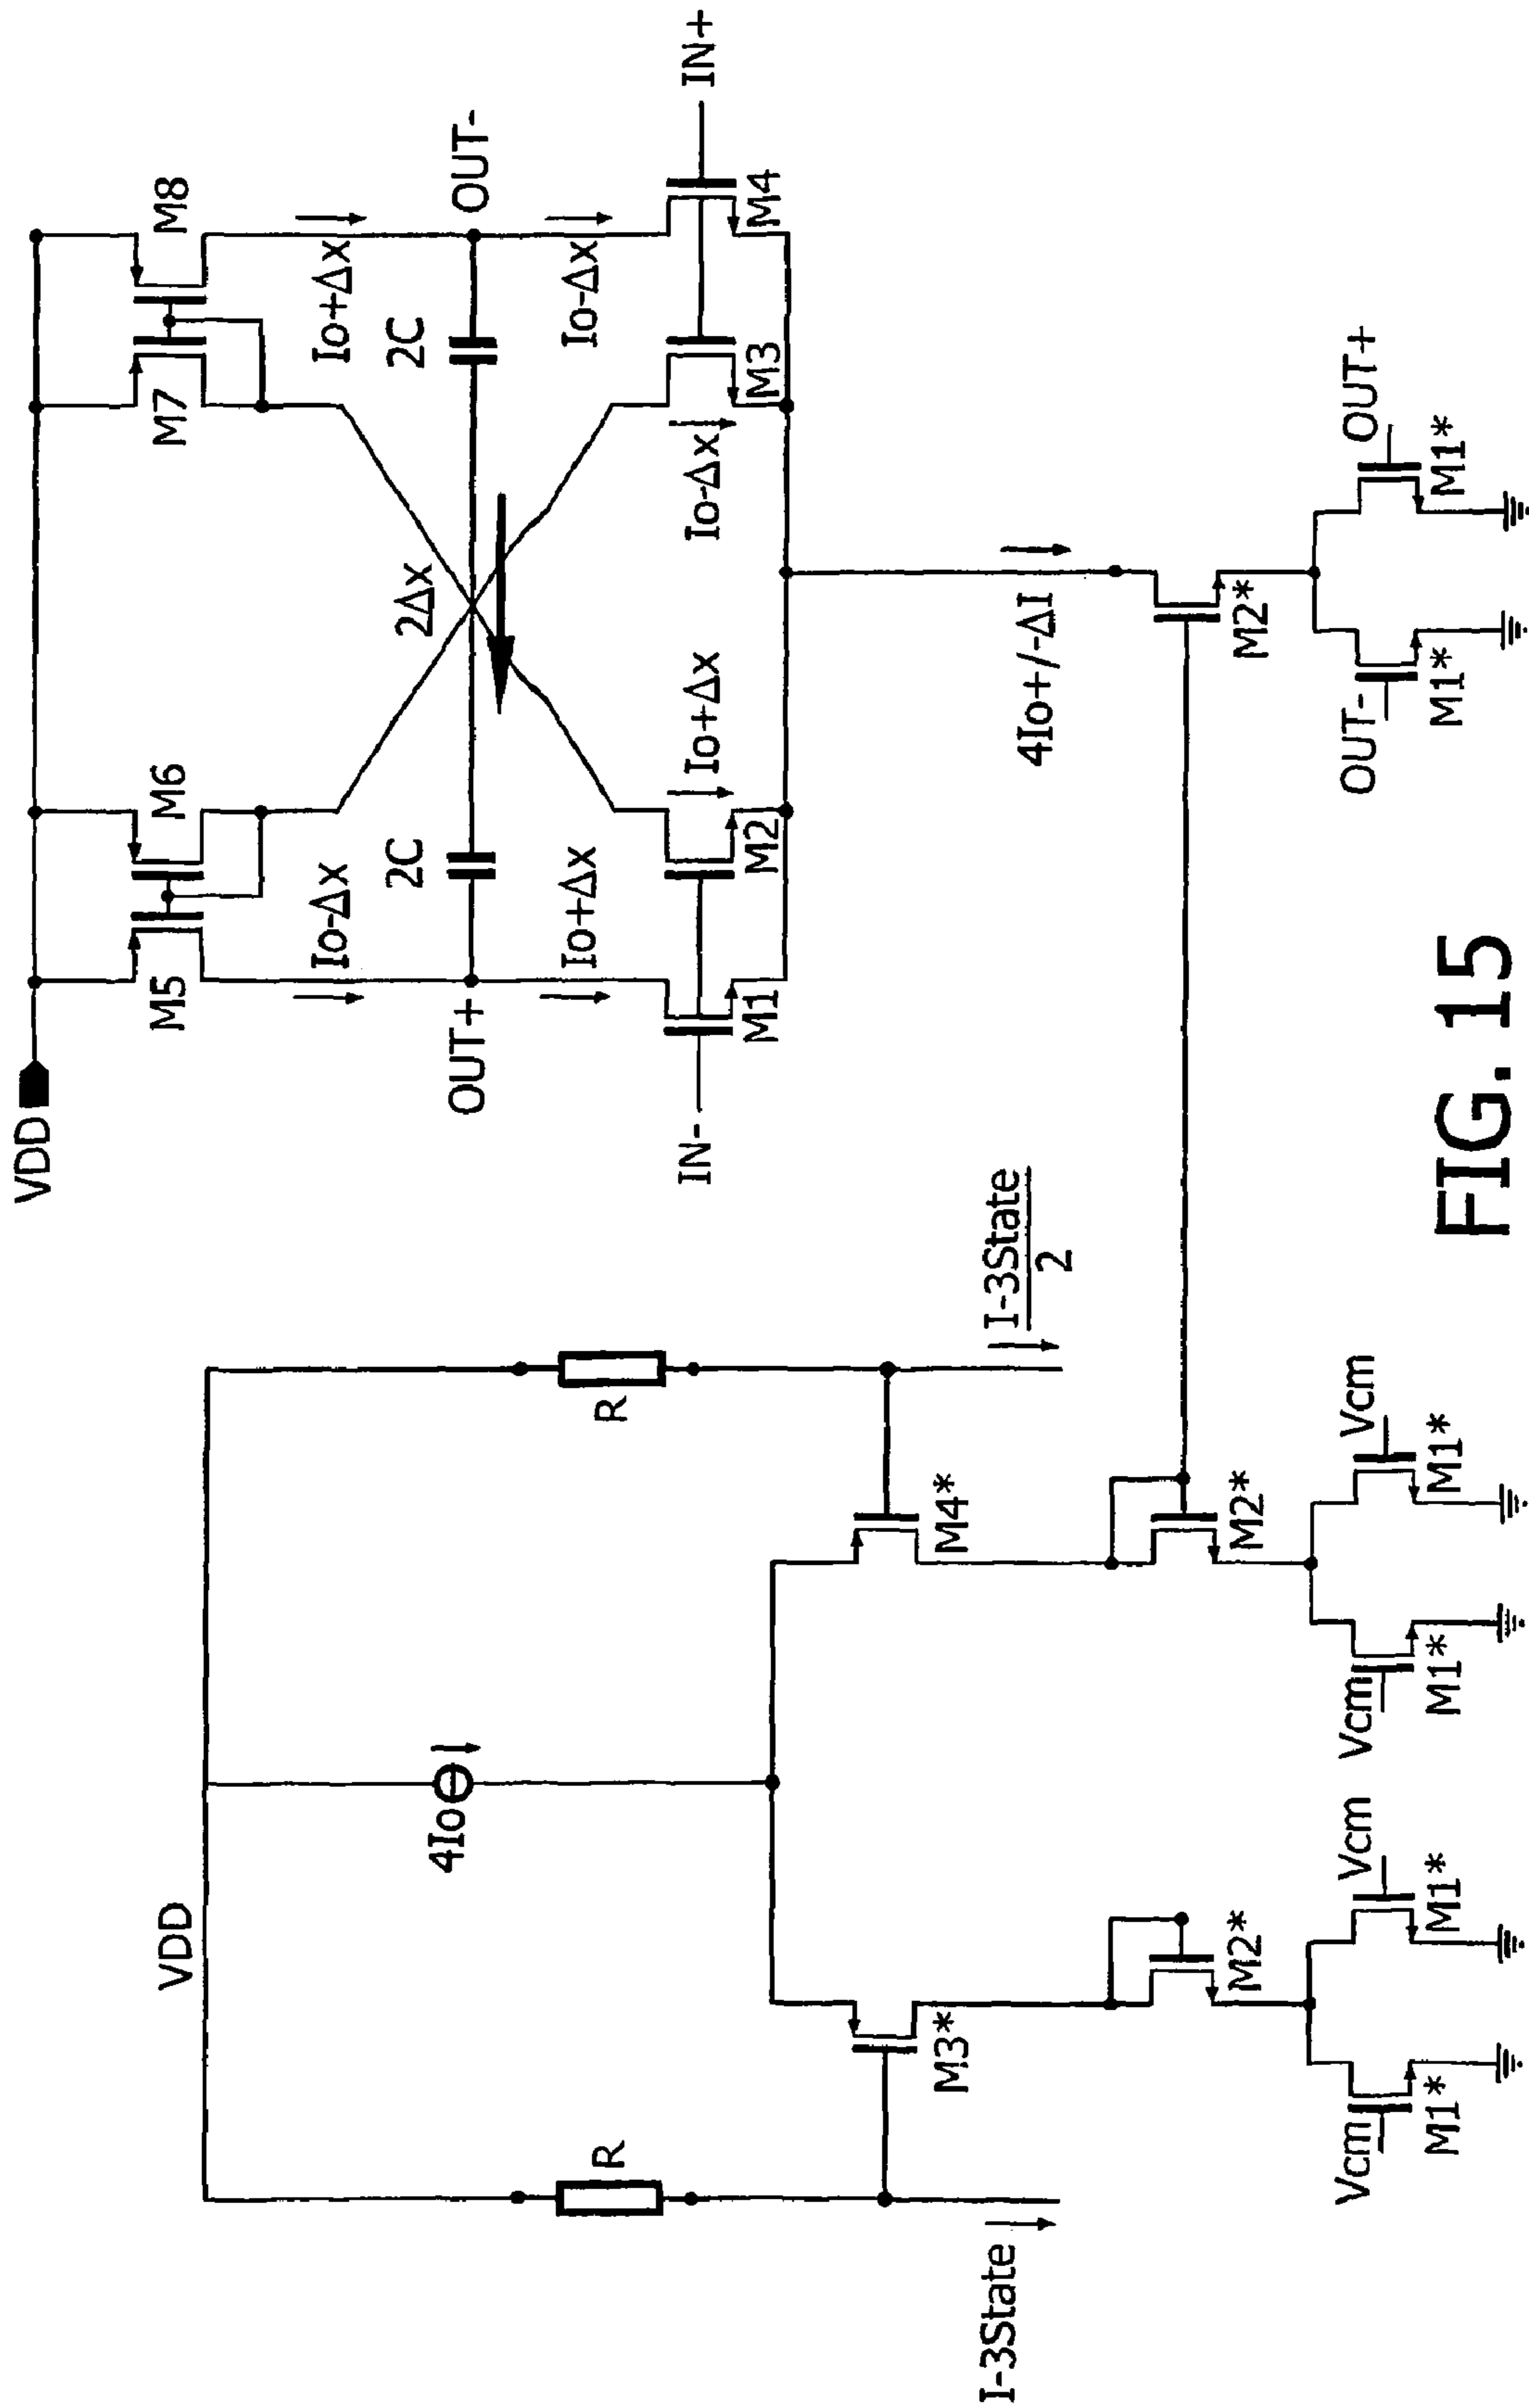 VDD
M5
M6
M7
M8
Io-Δx
Io+Δx
2C
2Δx
2C
OUT+
OUT-
Io+Δx
Io+Δx
Io-Δx
Io-Δx
IN-
M1
M2
M3
M4
IN+
4Io+/-ΔI
M2*
OUT-
M1*
M1*
OUT+
VDD
4Io
R
R
M3*
M4*
I-3State
I-3State
2
M2*
M2*
Vcm
M1*
M1*
Vcm
Vcm
M1*
M1*
Vcm
FIG. 15